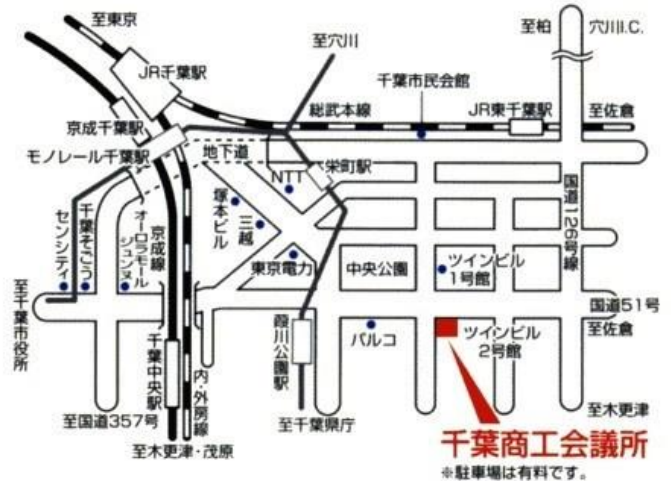 至東京
至穴川
至柏
穴川I.C.
JR千葉駅
千葉市民会館
総武本線
JR東千葉駅
至佐倉
京成千葉駅
モノレール千葉駅
地下道
栄町駅
NTT
国道126号線
塚本ビル
三越
センシティ
千葉そごう
オーロラモール
ジュンヌ
京成線
東京電力
中央公園
ツインビル
1号館
至千葉市役所
国道51号
至佐倉
千葉中央駅
内・外房線
葭川公園駅
パルコ
ツインビル
2号館
至国道357号
至千葉県庁
至木更津
至木更津・茂原
千葉商工会議所
※駐車場は有料です。